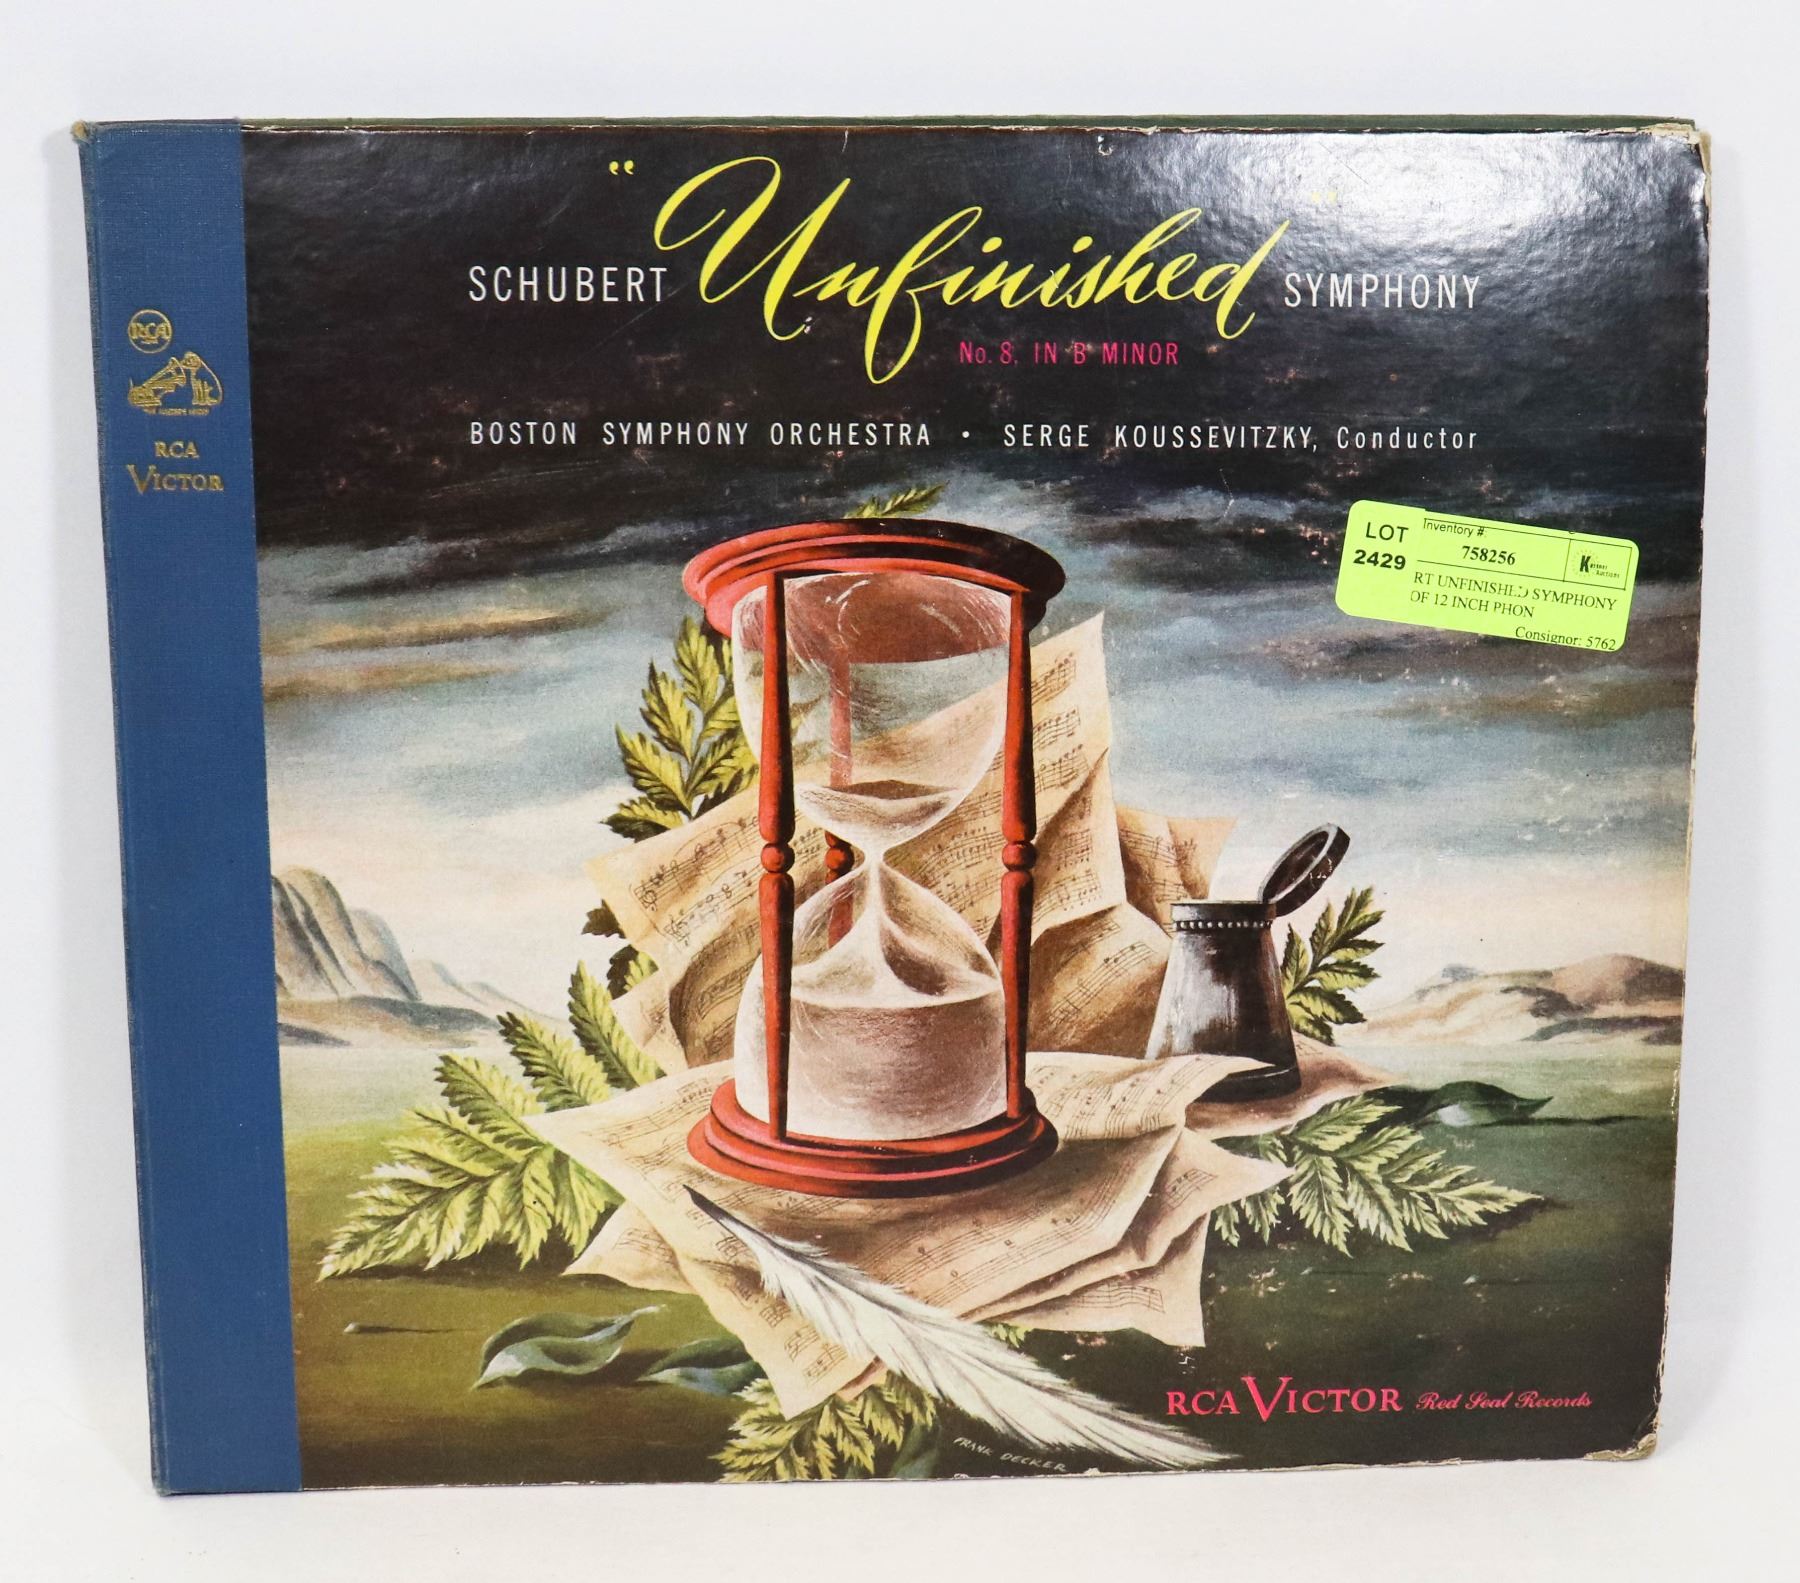 "Unfinished"
SCHUBERT SYMPHONY
No. 8, IN B MINOR
BOSTON SYMPHONY ORCHESTRA • SERGE KOUSSEVITZKY, Conductor
RCA
RCA
VICTOR
LOT
2429
Inventory #:
758256
Auctions
RT UNFINISHED SYMPHONY
OF 12 INCH PHON
Consignor: 5762
RCA VICTOR Red Seal Records
FRANK DECKER